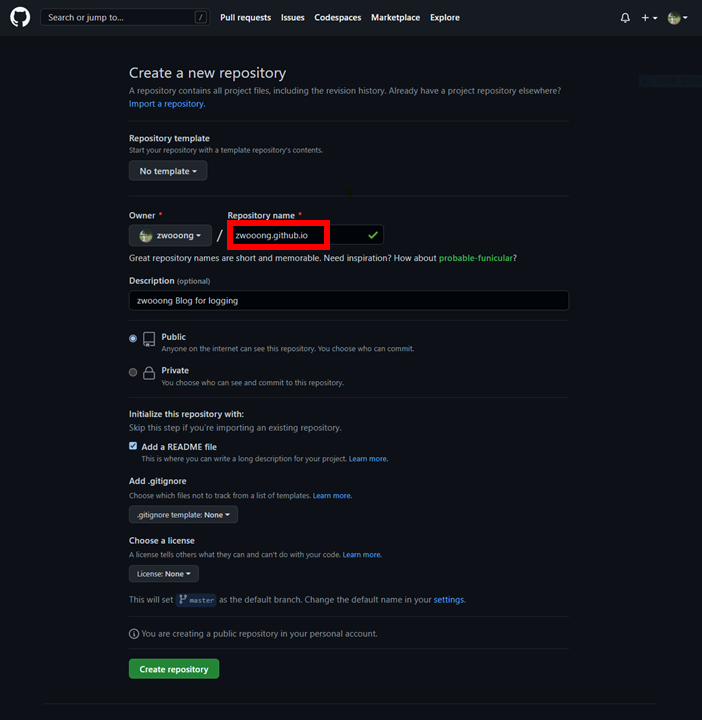 Search or jump to... /
Pull requests Issues Codespaces Marketplace Explore
Create a new repository
A repository contains all project files, including the revision history. Already have a project repository elsewhere?
Import a repository.
Repository template
Start your repository with a template repository's contents.
No template
Owner * Repository name *
zwooong / zwooong.github.io
Great repository names are short and memorable. Need inspiration? How about probable-funicular?
Description (optional)
zwooong Blog for logging
Public
Anyone on the internet can see this repository. You choose who can commit.
Private
You choose who can see and commit to this repository.
Initialize this repository with:
Skip this step if you're importing an existing repository.
Add a README file
This is where you can write a long description for your project. Learn more.
Add .gitignore
Choose which files not to track from a list of templates. Learn more.
.gitignore template: None
Choose a license
A license tells others what they can and can't do with your code. Learn more.
License: None
This will set master as the default branch. Change the default name in your settings.
You are creating a public repository in your personal account.
Create repository